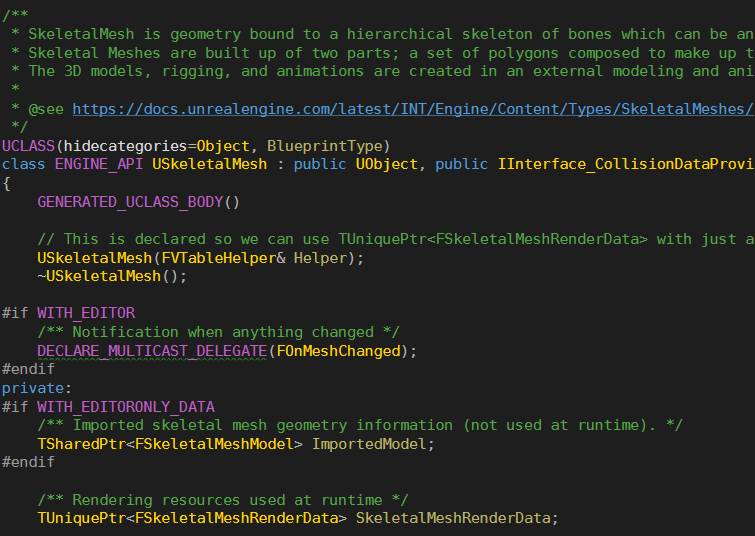 /**
 * SkeletalMesh is geometry bound to a hierarchical skeleton of bones which can be an
 * Skeletal Meshes are built up of two parts; a set of polygons composed to make up t
 * The 3D models, rigging, and animations are created in an external modeling and ani
 *
 * @see https://docs.unrealengine.com/latest/INT/Engine/Content/Types/SkeletalMeshes/
 */
UCLASS(hidecategories=Object, BlueprintType)
class ENGINE_API USkeletalMesh : public UObject, public IInterface_CollisionDataProvi
{
    GENERATED_UCLASS_BODY()

    // This is declared so we can use TUniquePtr<FSkeletalMeshRenderData> with just a
    USkeletalMesh(FVTableHelper& Helper);
    ~USkeletalMesh();

#if WITH_EDITOR
    /** Notification when anything changed */
    DECLARE_MULTICAST_DELEGATE(FOnMeshChanged);
#endif
private:
#if WITH_EDITORONLY_DATA
    /** Imported skeletal mesh geometry information (not used at runtime). */
    TSharedPtr<FSkeletalMeshModel> ImportedModel;
#endif

    /** Rendering resources used at runtime */
    TUniquePtr<FSkeletalMeshRenderData> SkeletalMeshRenderData;